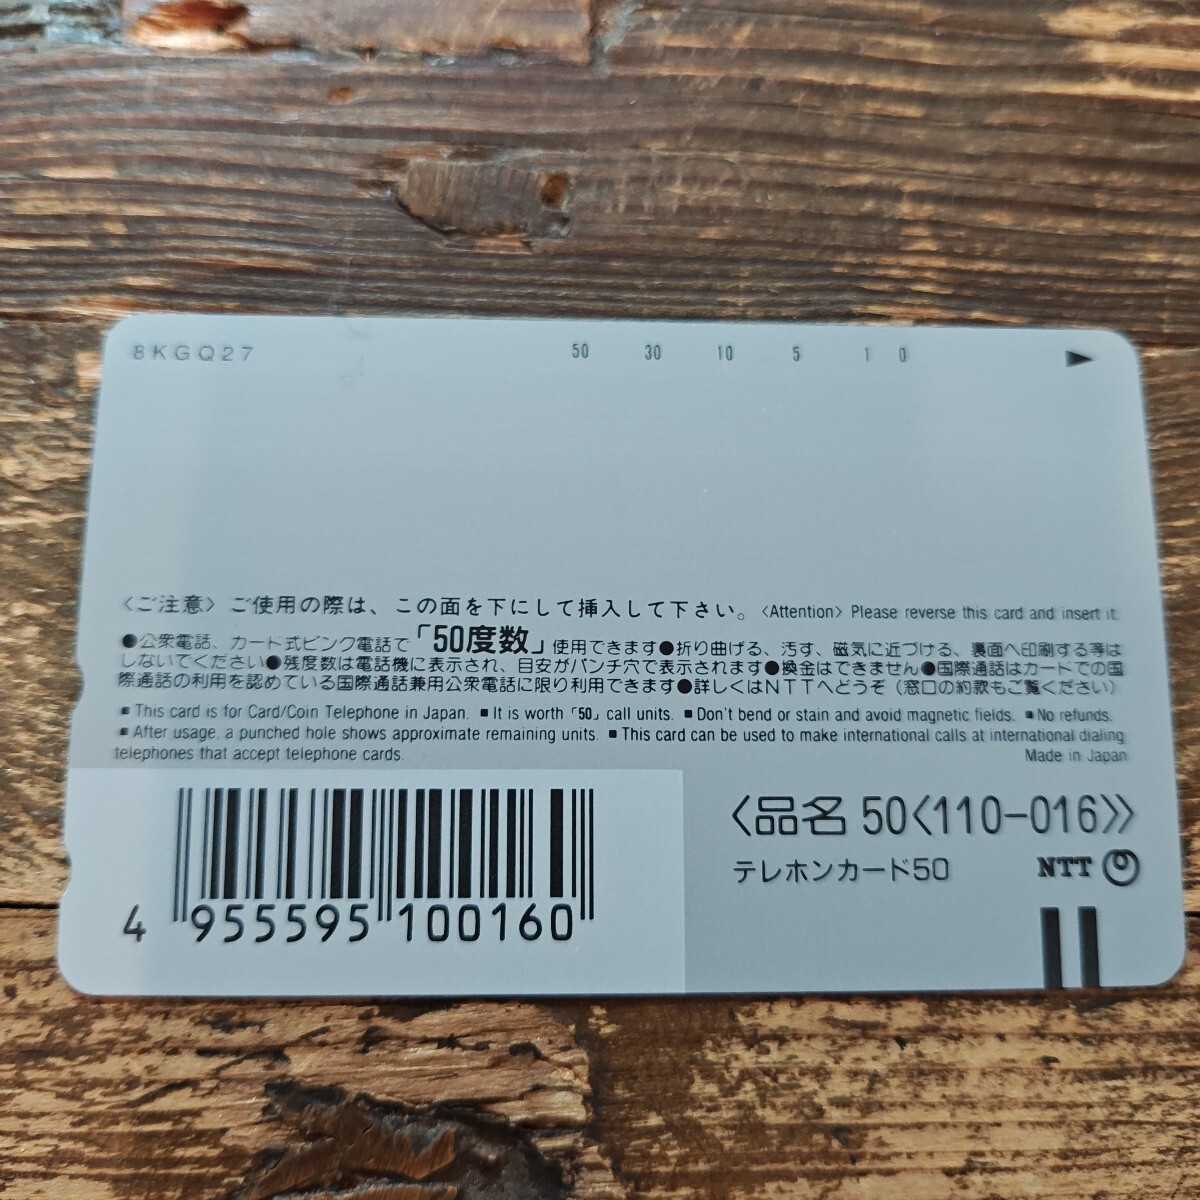 8KGQ27 50 30 10 5 1 0
〈ご注意〉ご使用の際は、この面を下にして挿入して下さい。〈Attention〉Please reverse this card and insert it.
●公衆電話、カード式ピンク電話で「50度数」使用できます●折り曲げる、汚す、磁気に近づける、裏面へ印刷する等は
しないでください●残度数は電話機に表示され、目安がパンチ穴で表示されます●換金はできません●国際通話はカードでの国
際通話の利用を認めている国際通話兼用公衆電話に限り利用できます●詳しくはNTTへどうぞ(窓口の約款もご覧ください)
■This card is for Card/Coin Telephone in Japan. ■It is worth「50」call units. ■Don't bend or stain and avoid magnetic fields. ■No refunds.
■After usage, a punched hole shows approximate remaining units. ■This card can be used to make international calls at international dialing
telephones that accept telephone cards.
Made in Japan
〈品名 50〈110-016〉〉
テレホンカード50 NTT
4 955595 100160